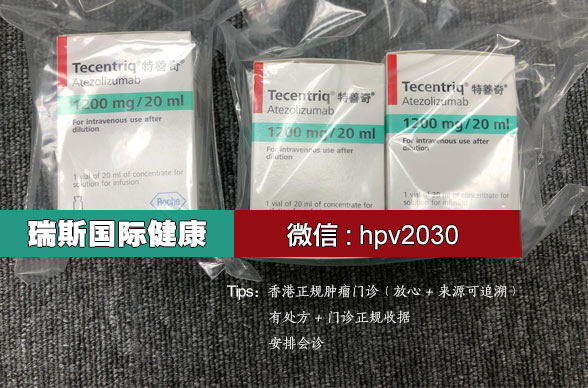 Tecentriq® 特善奇®
Atezolizumab
1200 mg/20 ml
For intravenous use after
dilution
1 vial of 20 ml of concentrate for
solution for infusion
Roche
Tecentriq® 特善奇®
Atezolizumab
1200 mg/20 ml
For intravenous use after
dilution
1 vial of 20 ml of concentrate for
solution for infusion
Tecentriq® 特善奇®
Atezolizumab
1200 mg/20 ml
For intravenous use after
dilution
1 vial of 20 ml of concentrate for
solution for infusion
瑞斯国际健康
微信 : hpv2030
Tips: 香港正规肿瘤门诊（放心+来源可追溯）
有处方+门诊正规收据
安排会诊